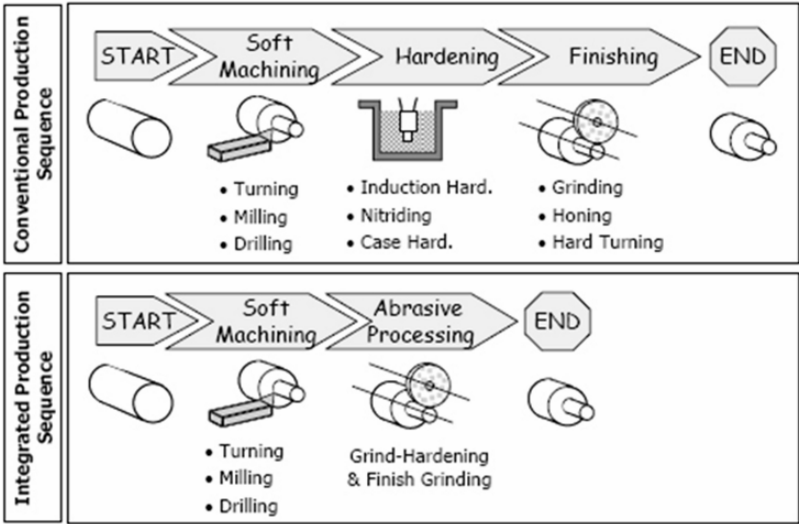 Conventional Production
Sequence
START
Soft
Machining
Hardening
Finishing
END
• Turning
• Milling
• Drilling
• Induction Hard.
• Nitriding
• Case Hard.
• Grinding
• Honing
• Hard Turning
Integrated Production
Sequence
START
Soft
Machining
Abrasive
Processing
END
• Turning
• Milling
• Drilling
Grind-Hardening
& Finish Grinding